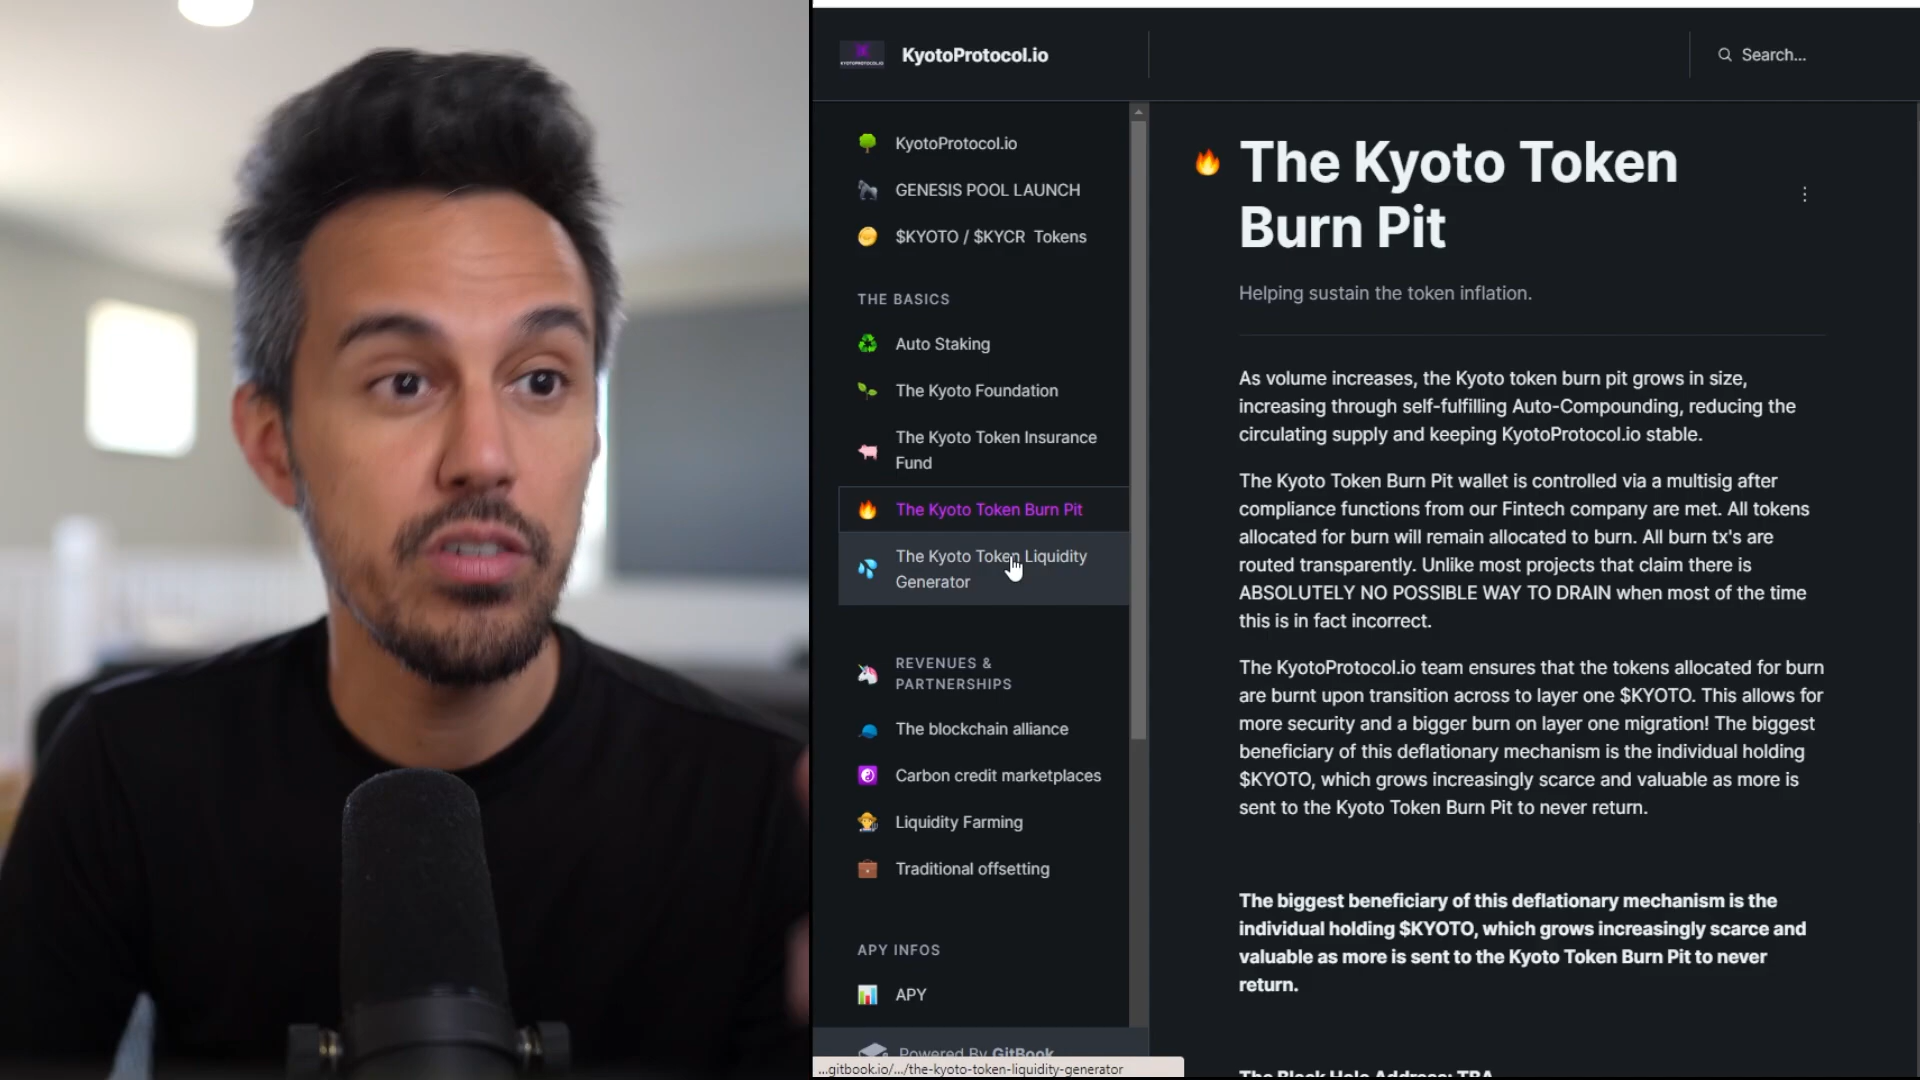 KyotoProtocol.io
Search...
KyotoProtocol.io
GENESIS POOL LAUNCH
$KYOTO / $KYCR Tokens
THE BASICS
Auto Staking
The Kyoto Foundation
The Kyoto Token Insurance
Fund
The Kyoto Token Burn Pit
The Kyoto Token Liquidity
Generator
REVENUES &
PARTNERSHIPS
The blockchain alliance
Carbon credit marketplaces
Liquidity Farming
Traditional offsetting
APY INFOS
APY
Powered By GitBook
...gitbook.io/.../the-kyoto-token-liquidity-generator
The Kyoto Token
Burn Pit
Helping sustain the token inflation.
As volume increases, the Kyoto token burn pit grows in size,
increasing through self-fulfilling Auto-Compounding, reducing the
circulating supply and keeping KyotoProtocol.io stable.
The Kyoto Token Burn Pit wallet is controlled via a multisig after
compliance functions from our Fintech company are met. All tokens
allocated for burn will remain allocated to burn. All burn tx's are
routed transparently. Unlike most projects that claim there is
ABSOLUTELY NO POSSIBLE WAY TO DRAIN when most of the time
this is in fact incorrect.
The KyotoProtocol.io team ensures that the tokens allocated for burn
are burnt upon transition across to layer one $KYOTO. This allows for
more security and a bigger burn on layer one migration! The biggest
beneficiary of this deflationary mechanism is the individual holding
$KYOTO, which grows increasingly scarce and valuable as more is
sent to the Kyoto Token Burn Pit to never return.
The biggest beneficiary of this deflationary mechanism is the
individual holding $KYOTO, which grows increasingly scarce and
valuable as more is sent to the Kyoto Token Burn Pit to never
return.
The Black Hole Address: TBA